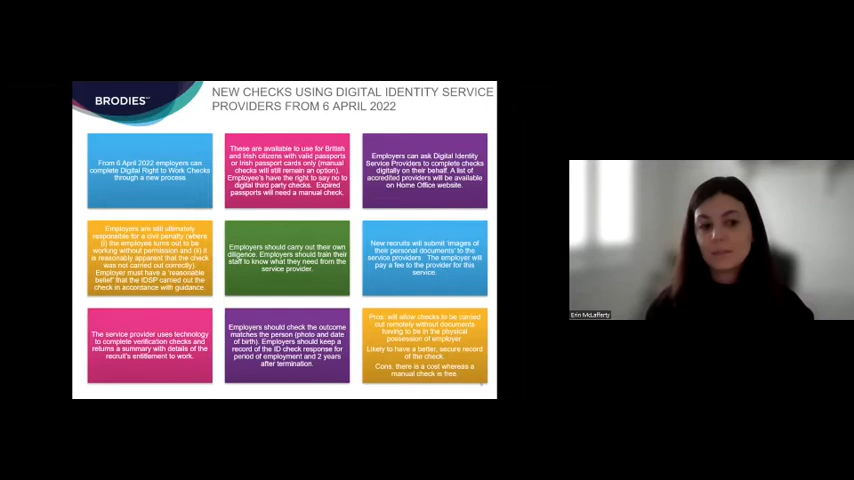 BRODIES LLP
NEW CHECKS USING DIGITAL IDENTITY SERVICE
PROVIDERS FROM 6 APRIL 2022
From 6 April 2022 employers can
complete Digital Right to Work Checks
through a new process
These are available to use for British
and Irish citizens with valid passports
or Irish passport cards only (manual
checks will still remain an option).
Employee's have the right to say no to
digital third party checks. Expired
passports will need a manual check.
Employers can ask Digital Identity
Service Providers to complete checks
digitally on their behalf. A list of
accredited providers will be available
on Home Office website.
Employers are still ultimately
responsible for a civil penalty (where
(i) the employee turns out to be
working without permission and (ii) it
is reasonably apparent that the check
was not carried out correctly).
Employer must have a 'reasonable
belief' that the IDSP carried out the
check in accordance with guidance.
Employers should carry out their own
diligence. Employers should train their
staff to know what they need from the
service provider.
New recruits will submit 'images of
their personal documents' to the
service providers. The employer will
pay a fee to the provider for this
service.
The service provider uses technology
to complete verification checks and
returns a summary with details of the
recruit's entitlement to work.
Employers should check the outcome
matches the person (photo and date
of birth). Employers should keep a
record of the ID check response for
period of employment and 2 years
after termination.
Pros: will allow checks to be carried
out remotely without documents
having to be in the physical
possession of employer
Likely to have a better, secure record
of the check.
Cons: there is a cost whereas a
manual check is free.
Erin McLafferty